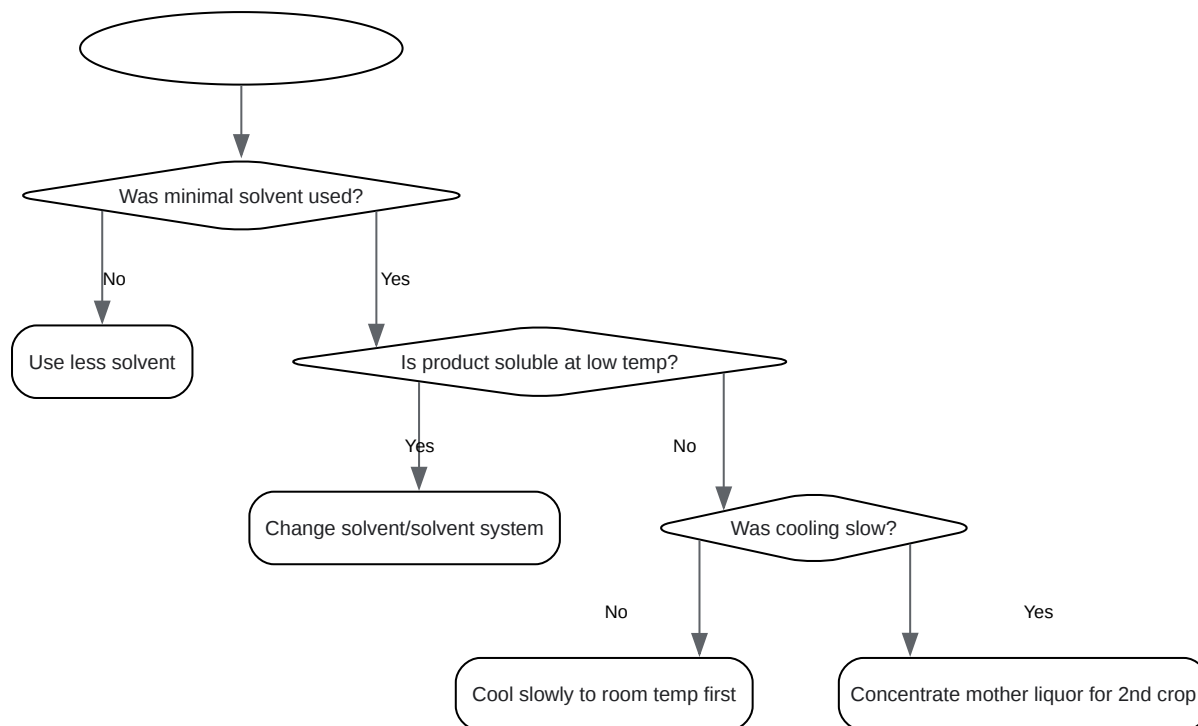 Was minimal solvent used?
No
Yes
Use less solvent
Is product soluble at low temp?
Yes
No
Change solvent/solvent system
Was cooling slow?
No
Yes
Cool slowly to room temp first
Concentrate mother liquor for 2nd crop